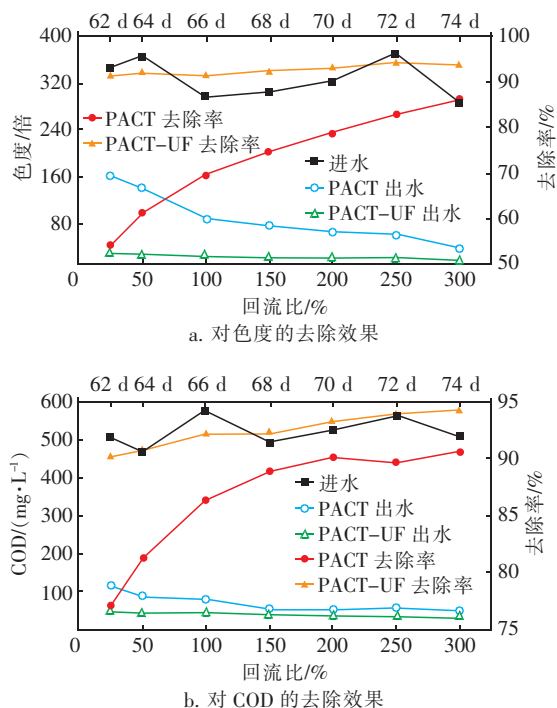 62 d 64 d 66 d 68 d 70 d 72 d 74 d
400 320 240 160 80 0
色度/倍
100 90 80 70 60 50
去除率/%
PACT 去除率
PACT-UF 去除率
进水
PACT 出水
PACT-UF 出水
0 50 100 150 200 250 300
回流比/%
a. 对色度的去除效果
62 d 64 d 66 d 68 d 70 d 72 d 74 d
600 500 400 300 200 100 0
COD/(mg·L-1)
95 90 85 80 75
去除率/%
进水
PACT 出水
PACT-UF 出水
PACT 去除率
PACT-UF 去除率
0 50 100 150 200 250 300
回流比/%
b. 对 COD 的去除效果